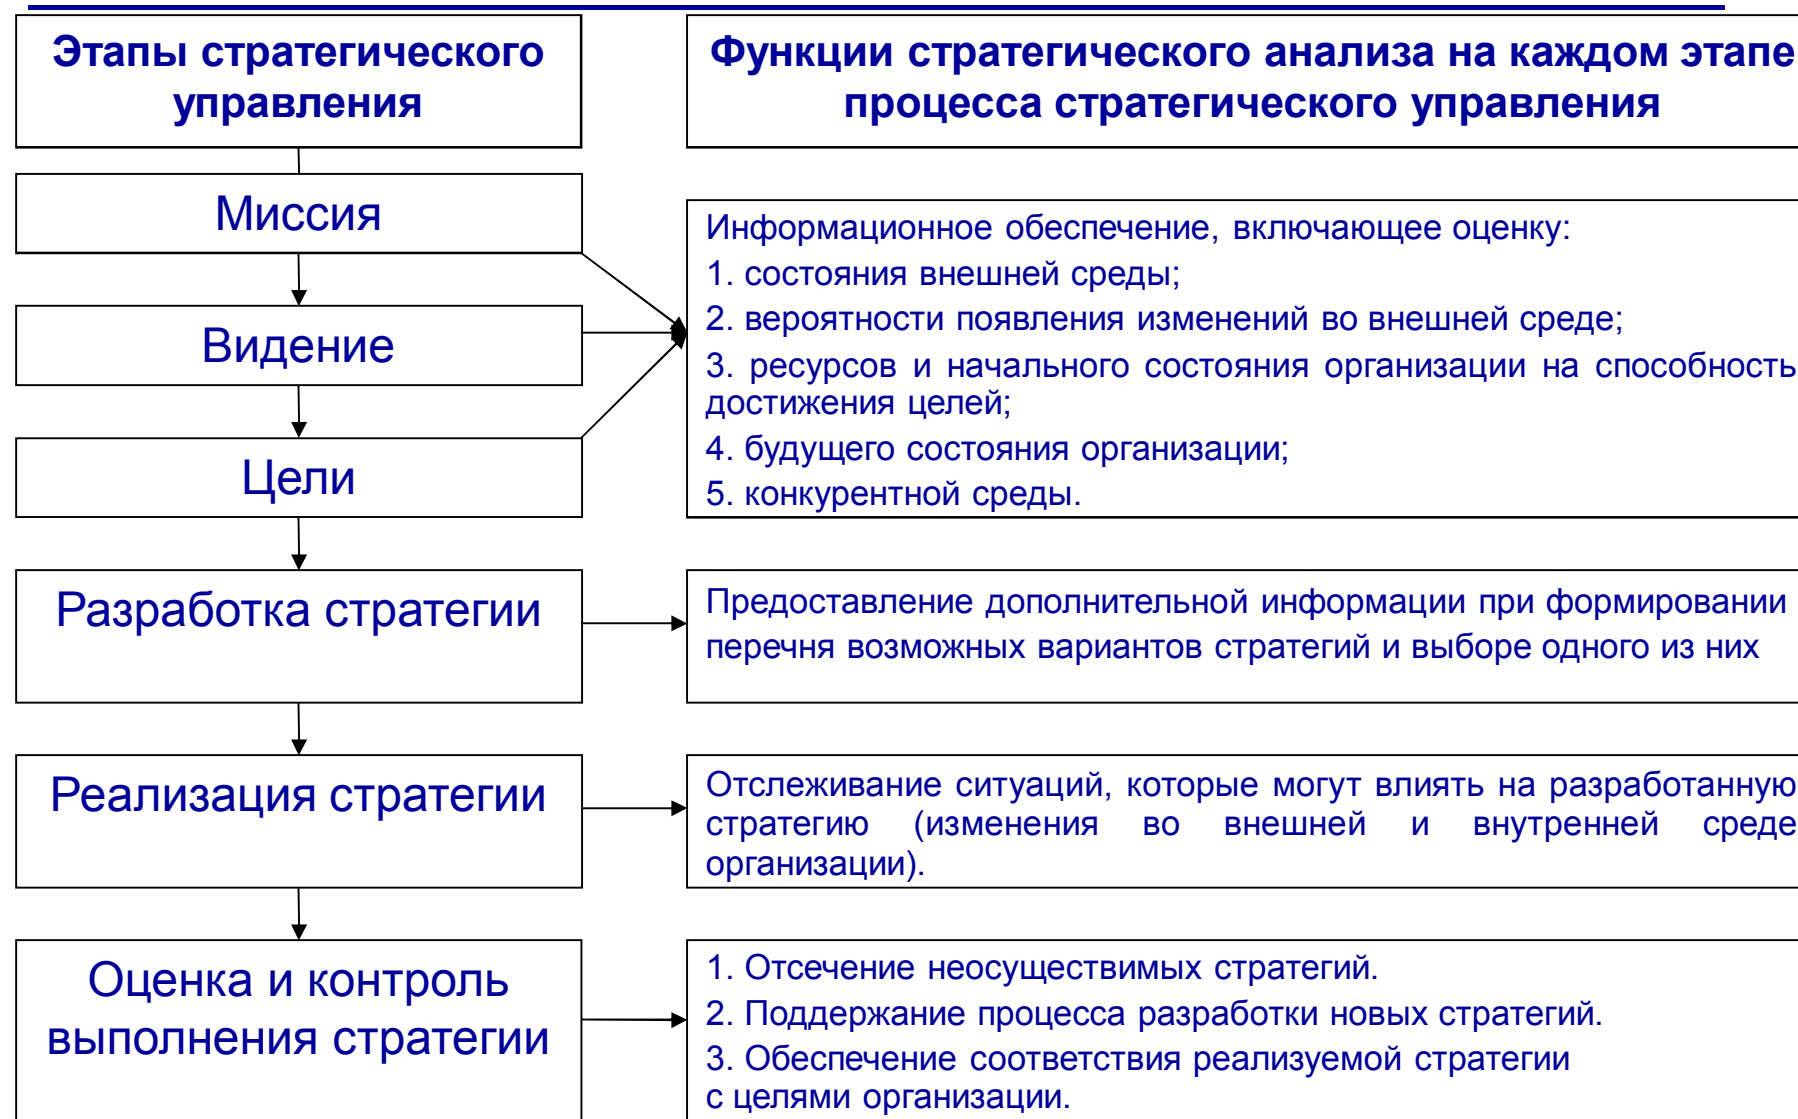 Этапы стратегического
управления
Функции стратегического анализа на каждом этапе
процесса стратегического управления
Миссия
Видение
Цели
Информационное обеспечение, включающее оценку:
1. состояния внешней среды;
2. вероятности появления изменений во внешней среде;
3. ресурсов и начального состояния организации на способность
достижения целей;
4. будущего состояния организации;
5. конкурентной среды.
Разработка стратегии
Предоставление дополнительной информации при формировании
перечня возможных вариантов стратегий и выборе одного из них
Реализация стратегии
Отслеживание ситуаций, которые могут влиять на разработанную
стратегию (изменения во внешней и внутренней среде
организации).
Оценка и контроль
выполнения стратегии
1. Отсечение неосуществимых стратегий.
2. Поддержание процесса разработки новых стратегий.
3. Обеспечение соответствия реализуемой стратегии
с целями организации.